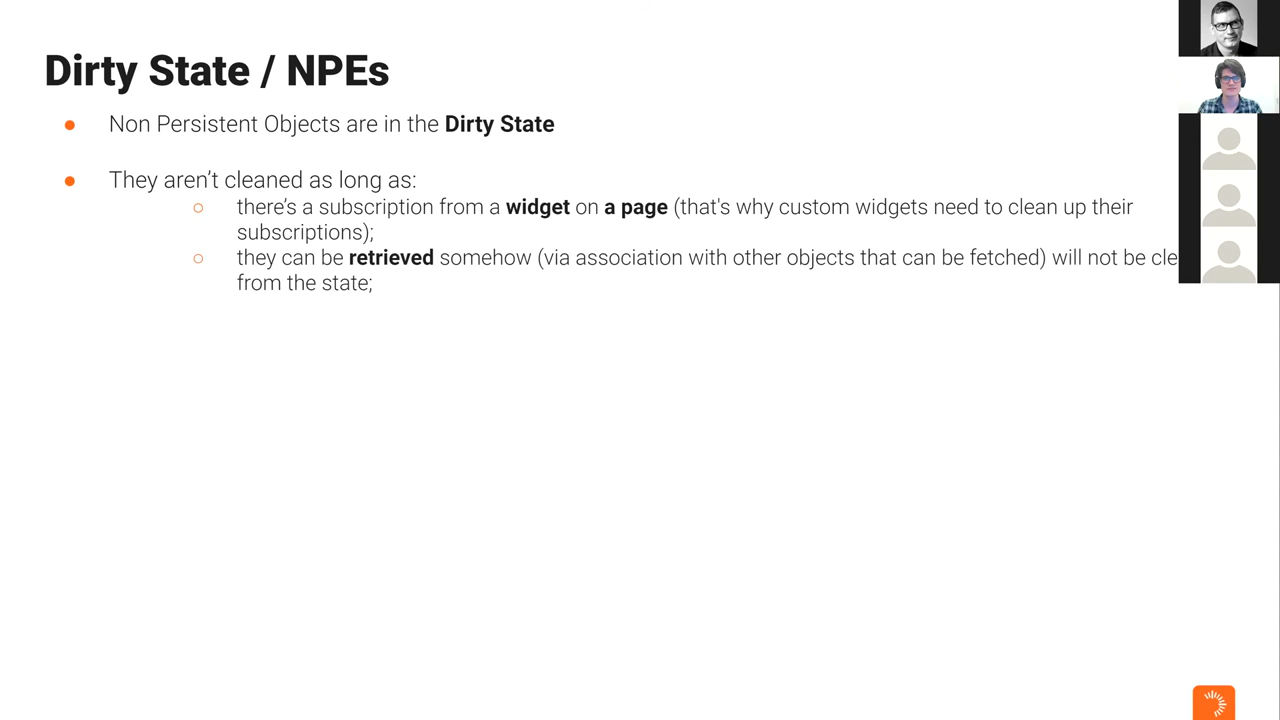 Dirty State / NPEs
● Non Persistent Objects are in the Dirty State
● They aren’t cleaned as long as:
○ there’s a subscription from a widget on a page (that's why custom widgets need to clean up their
subscriptions);
○ they can be retrieved somehow (via association with other objects that can be fetched) will not be
from the state;